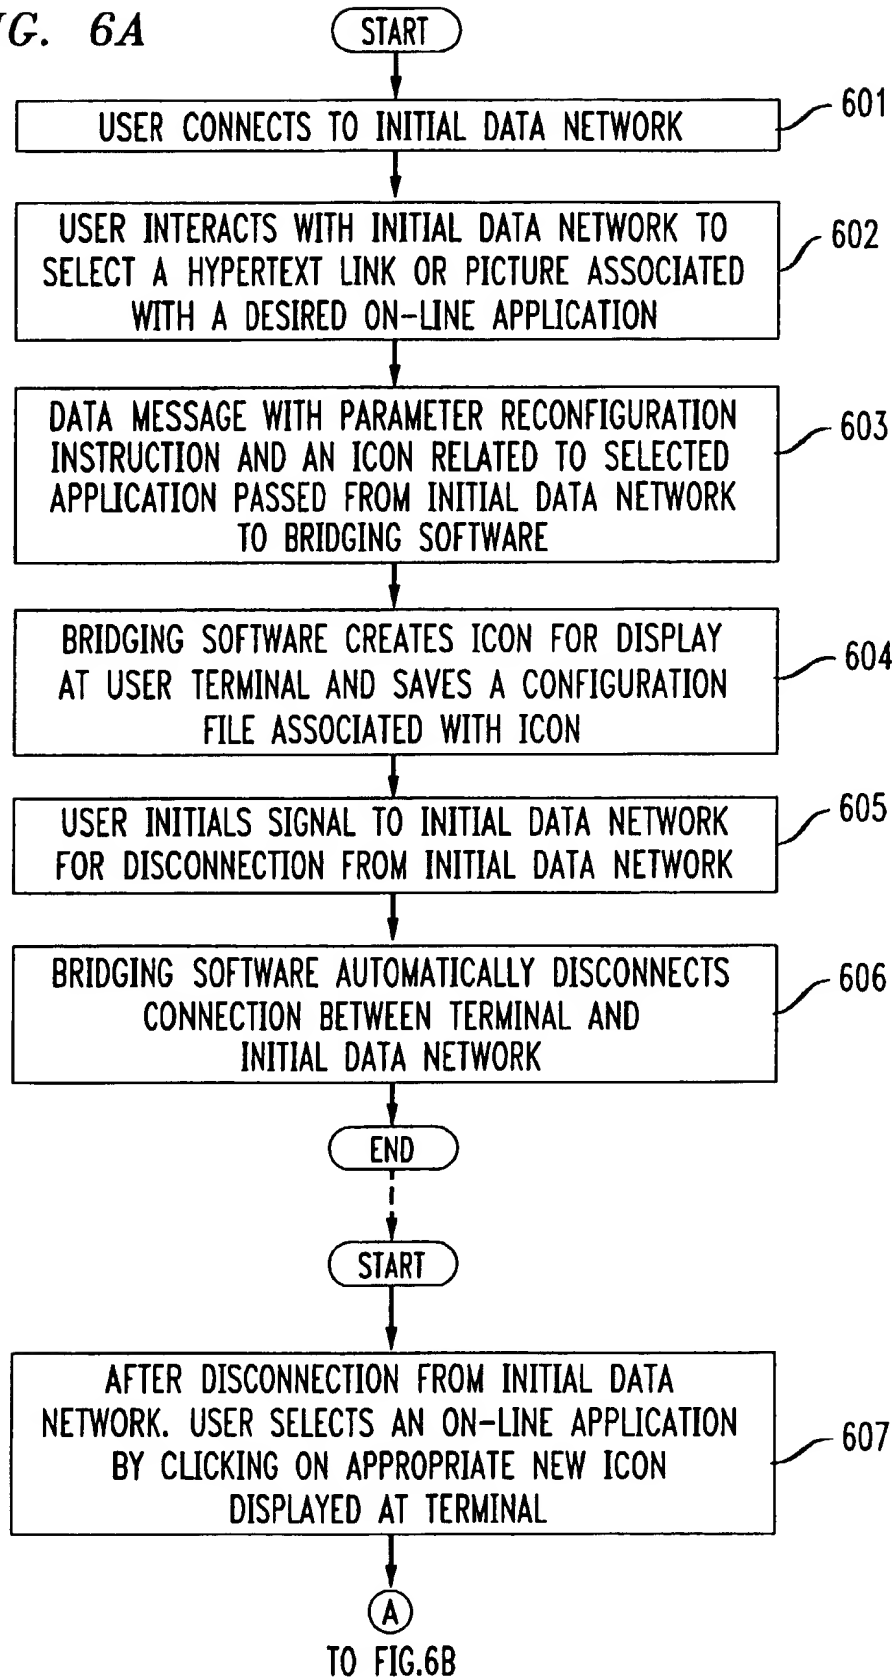 IG. 6A
START
USER CONNECTS TO INITIAL DATA NETWORK
601
USER INTERACTS WITH INITIAL DATA NETWORK TO
SELECT A HYPERTEXT LINK OR PICTURE ASSOCIATED
WITH A DESIRED ON-LINE APPLICATION
602
DATA MESSAGE WITH PARAMETER RECONFIGURATION
INSTRUCTION AND AN ICON RELATED TO SELECTED
APPLICATION PASSED FROM INITIAL DATA NETWORK
TO BRIDGING SOFTWARE
603
BRIDGING SOFTWARE CREATES ICON FOR DISPLAY
AT USER TERMINAL AND SAVES A CONFIGURATION
FILE ASSOCIATED WITH ICON
604
USER INITIALS SIGNAL TO INITIAL DATA NETWORK
FOR DISCONNECTION FROM INITIAL DATA NETWORK
605
BRIDGING SOFTWARE AUTOMATICALLY DISCONNECTS
CONNECTION BETWEEN TERMINAL AND
INITIAL DATA NETWORK
606
END
START
AFTER DISCONNECTION FROM INITIAL DATA
NETWORK. USER SELECTS AN ON-LINE APPLICATION
BY CLICKING ON APPROPRIATE NEW ICON
DISPLAYED AT TERMINAL
607
A
TO FIG.6B